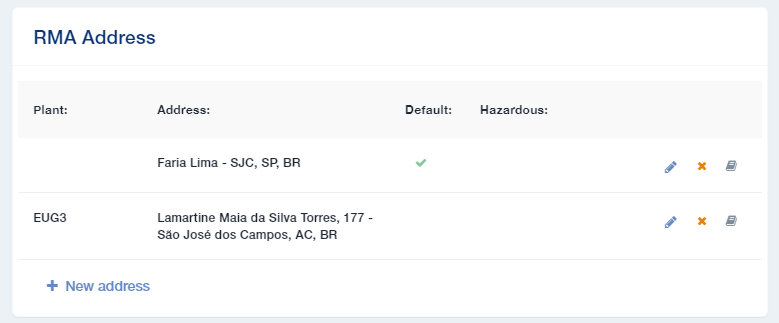 RMA Address
Plant: Address: Default: Hazardous:
Faria Lima - SJC, SP, BR
EUG3 Lamartine Maia da Silva Torres, 177 -
São José dos Campos, AC, BR
New address